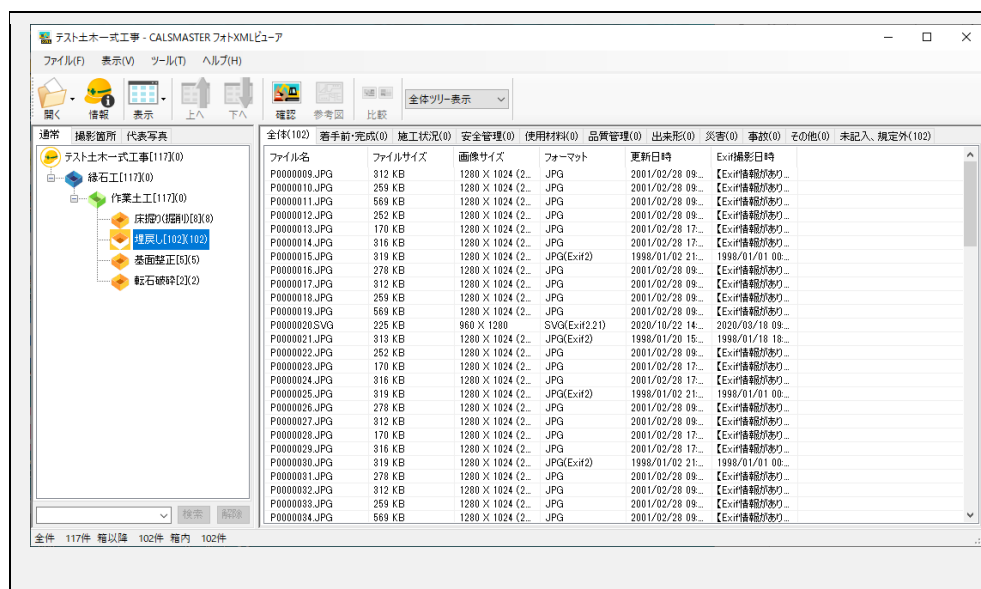 テスト土木一式工事 - CALSMASTER フォトXMLビューア
ファイル(F) 表示(V) ツール(T) ヘルプ(H)
開く 情報 表示 上へ 下へ 確認 参考図 比較 全体ツリー表示
通常 撮影箇所 代表写真
テスト土木一式工事[117](0)
縁石工[117](0)
作業土工[117](0)
床掘り(掘削)[8](8)
埋戻し[102](102)
基面整正[5](5)
転石破砕[2](2)
検索 解除
全体(102) 着手前・完成(0) 施工状況(0) 安全管理(0) 使用材料(0) 品質管理(0) 出来形(0) 災害(0) 事故(0) その他(0) 未記入、規定外(102)
ファイル名 ファイルサイズ 画像サイズ フォーマット 更新日時 Exif撮影日時
P0000009.JPG 312 KB 1280 X 1024 (2... JPG 2001/02/28 09:... 【Exif情報があり...
P0000010.JPG 259 KB 1280 X 1024 (2... JPG 2001/02/28 09:... 【Exif情報があり...
P0000011.JPG 569 KB 1280 X 1024 (2... JPG 2001/02/28 09:... 【Exif情報があり...
P0000012.JPG 252 KB 1280 X 1024 (2... JPG 2001/02/28 09:... 【Exif情報があり...
P0000013.JPG 170 KB 1280 X 1024 (2... JPG 2001/02/28 17:... 【Exif情報があり...
P0000014.JPG 316 KB 1280 X 1024 (2... JPG 2001/02/28 17:... 【Exif情報があり...
P0000015.JPG 319 KB 1280 X 1024 (2... JPG(Exif2) 1998/01/02 21:... 1998/01/01 00:...
P0000016.JPG 278 KB 1280 X 1024 (2... JPG 2001/02/28 09:... 【Exif情報があり...
P0000017.JPG 312 KB 1280 X 1024 (2... JPG 2001/02/28 09:... 【Exif情報があり...
P0000018.JPG 259 KB 1280 X 1024 (2... JPG 2001/02/28 09:... 【Exif情報があり...
P0000019.JPG 569 KB 1280 X 1024 (2... JPG 2001/02/28 09:... 【Exif情報があり...
P0000020.SVG 225 KB 960 X 1280 SVG(Exif2.21) 2020/10/22 14:... 2020/03/18 09:...
P0000021.JPG 313 KB 1280 X 1024 (2... JPG(Exif2) 1998/01/20 15:... 1998/01/18 18:...
P0000022.JPG 252 KB 1280 X 1024 (2... JPG 2001/02/28 09:... 【Exif情報があり...
P0000023.JPG 170 KB 1280 X 1024 (2... JPG 2001/02/28 17:... 【Exif情報があり...
P0000024.JPG 316 KB 1280 X 1024 (2... JPG 2001/02/28 17:... 【Exif情報があり...
P0000025.JPG 319 KB 1280 X 1024 (2... JPG(Exif2) 1998/01/02 21:... 1998/01/01 00:...
P0000026.JPG 278 KB 1280 X 1024 (2... JPG 2001/02/28 09:... 【Exif情報があり...
P0000027.JPG 312 KB 1280 X 1024 (2... JPG 2001/02/28 09:... 【Exif情報があり...
P0000028.JPG 170 KB 1280 X 1024 (2... JPG 2001/02/28 17:... 【Exif情報があり...
P0000029.JPG 316 KB 1280 X 1024 (2... JPG 2001/02/28 17:... 【Exif情報があり...
P0000030.JPG 319 KB 1280 X 1024 (2... JPG(Exif2) 1998/01/02 21:... 1998/01/01 00:...
P0000031.JPG 278 KB 1280 X 1024 (2... JPG 2001/02/28 09:... 【Exif情報があり...
P0000032.JPG 312 KB 1280 X 1024 (2... JPG 2001/02/28 09:... 【Exif情報があり...
P0000033.JPG 259 KB 1280 X 1024 (2... JPG 2001/02/28 09:... 【Exif情報があり...
P0000034.JPG 569 KB 1280 X 1024 (2... JPG 2001/02/28 09:... 【Exif情報があり...
全件 117件 箱以降 102件 箱内 102件